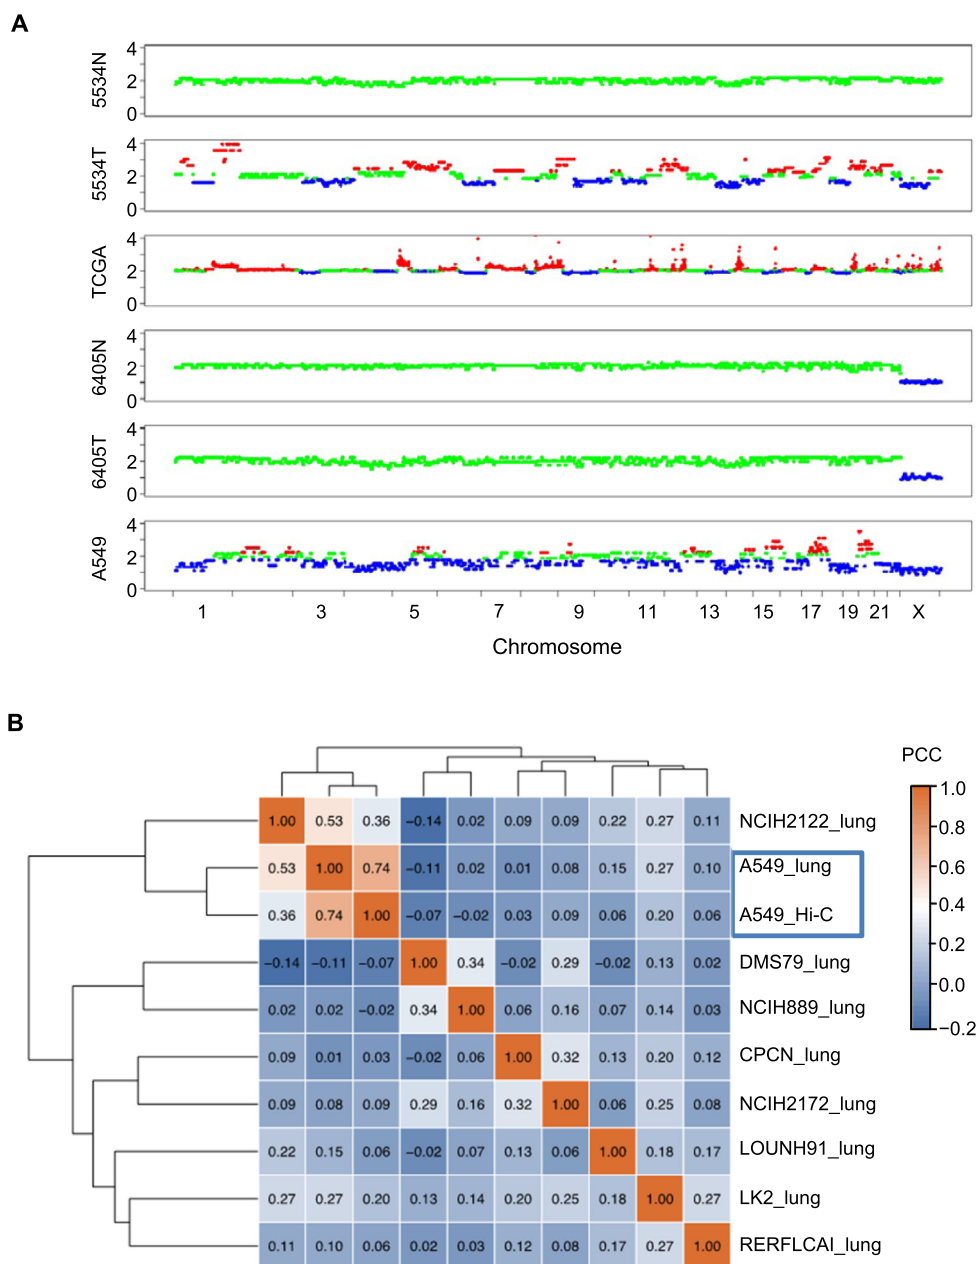 A
5534N
4
2
0
5534T
4
2
0
TCGA
4
2
0
6405N
4
2
0
6405T
4
2
0
A549
4
2
0
1 3 5 7 9 11 13 15 17 19 21 X
Chromosome
B
PCC
1.00 0.53 0.36 −0.14 0.02 0.09 0.09 0.22 0.27 0.11 NCIH2122_lung
0.53 1.00 0.74 −0.11 0.02 0.01 0.08 0.15 0.27 0.10 A549_lung
0.36 0.74 1.00 −0.07 −0.02 0.03 0.09 0.06 0.20 0.06 A549_Hi-C
−0.14 −0.11 −0.07 1.00 0.34 −0.02 0.29 −0.02 0.13 0.02 DMS79_lung
0.02 0.02 −0.02 0.34 1.00 0.06 0.16 0.07 0.14 0.03 NCIH889_lung
0.09 0.01 0.03 −0.02 0.06 1.00 0.32 0.13 0.20 0.12 CPCN_lung
0.09 0.08 0.09 0.29 0.16 0.32 1.00 0.06 0.25 0.08 NCIH2172_lung
0.22 0.15 0.06 −0.02 0.07 0.13 0.06 1.00 0.18 0.17 LOUNH91_lung
0.27 0.27 0.20 0.13 0.14 0.20 0.25 0.18 1.00 0.27 LK2_lung
0.11 0.10 0.06 0.02 0.03 0.12 0.08 0.17 0.27 1.00 RERFLCAI_lung
1.0
0.8
0.6
0.4
0.2
0.0
−0.2